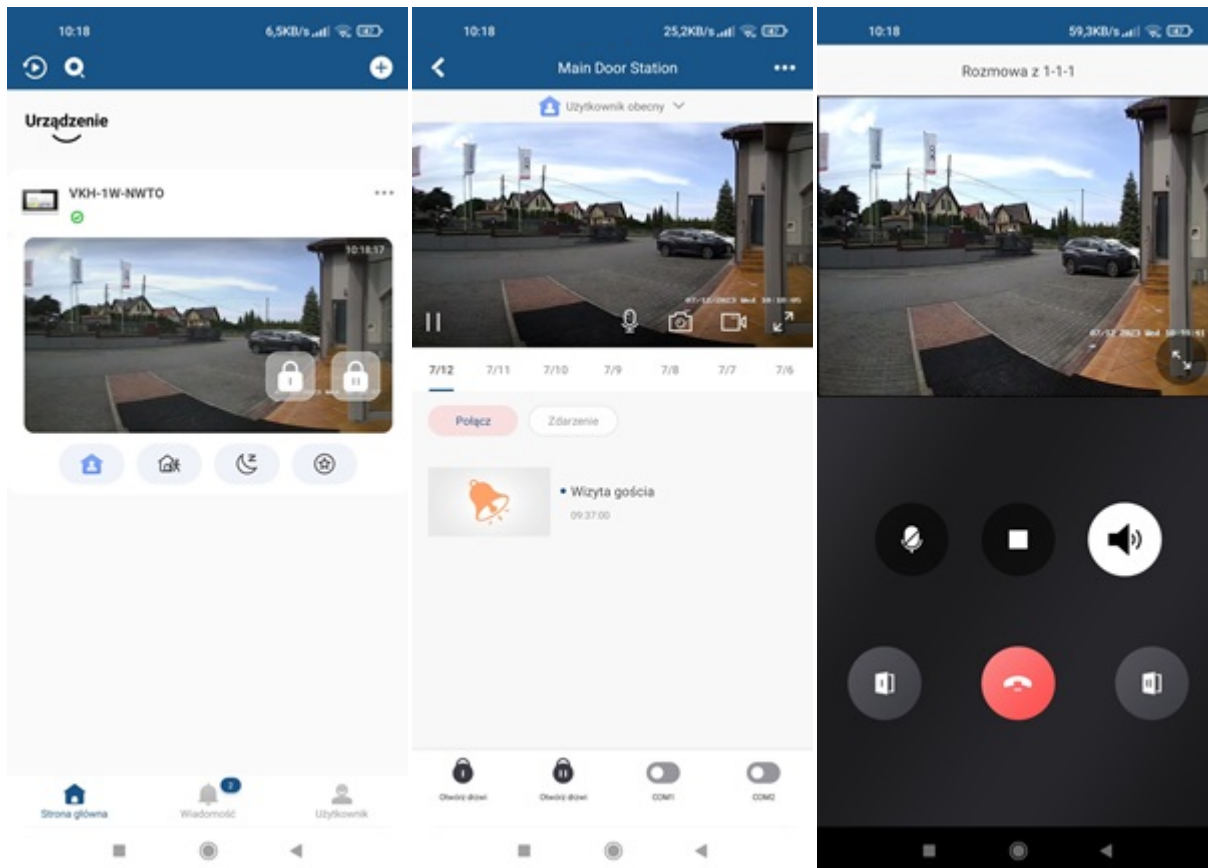 10:18
6,5KB/s
Urządzenie
VKH-1W-NWTO
10:18:17
Strona główna
2
Wiadomość
Użytkownik
10:18
25,2KB/s
Main Door Station
Użytkownik obecny
7/12 7/11 7/10 7/9 7/8 7/7 7/6
Połącz
Zdarzenie
Wizyta gościa
09:37:00
Otwórz drzwi
Otwórz drzwi
COM1
COM2
10:18
59,3KB/s
Rozmowa z 1-1-1